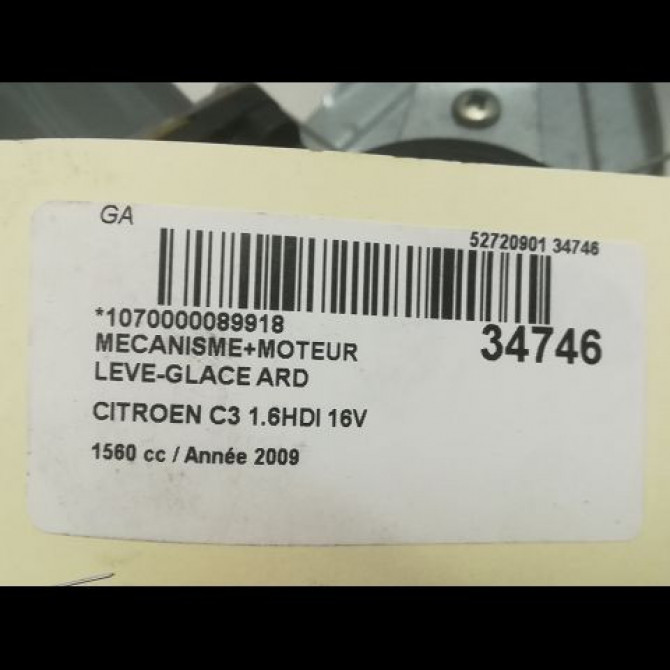 GA
52720901 34746
*1070000089918
34746
MECANISME+MOTEUR
LEVE-GLACE ARD
CITROEN C3 1.6HDI 16V
1560 cc / Année 2009